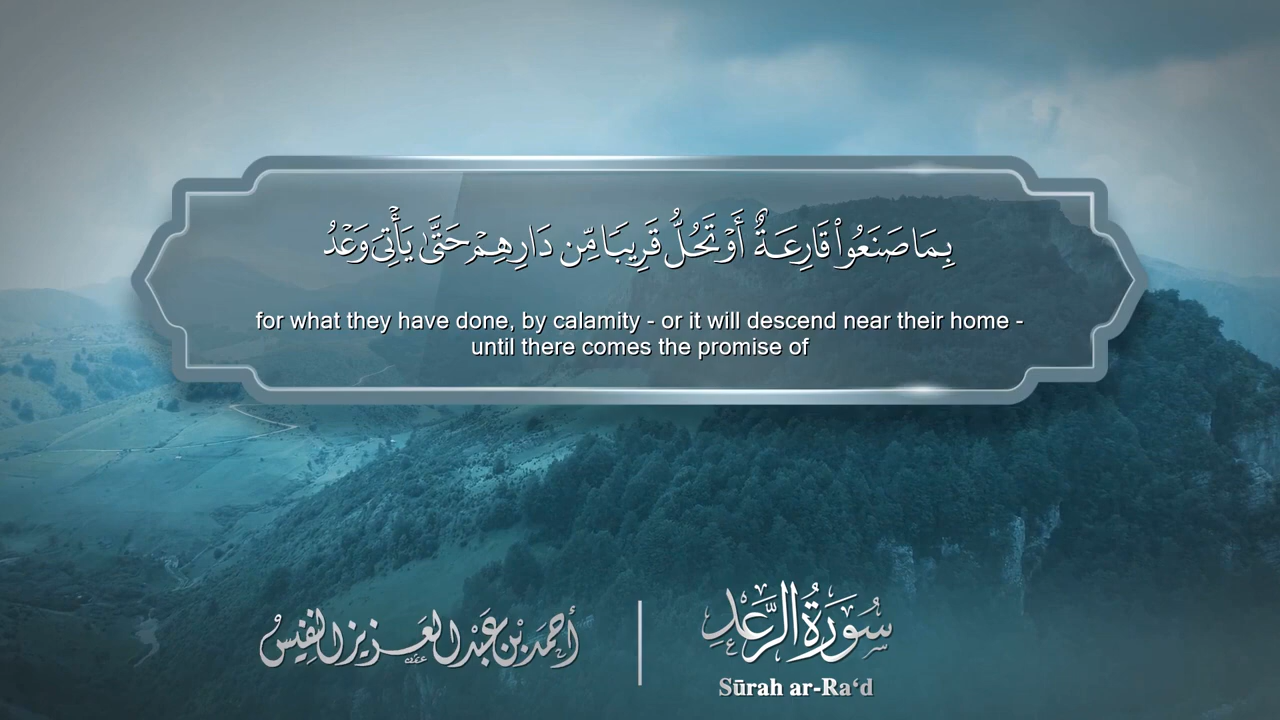 بِمَا صَنَعُوا۟ قَارِعَةٌ أَوْ تَحُلُّ قَرِيبًا مِّن دَارِهِمْ حَتَّىٰ يَأْتِىَ وَعْدُ
for what they have done, by calamity - or it will descend near their home -
until there comes the promise of
أحمد بن عبد العزيز النفيس
سُورَةُ الرَّعْدِ
Sūrah ar-Ra‘d